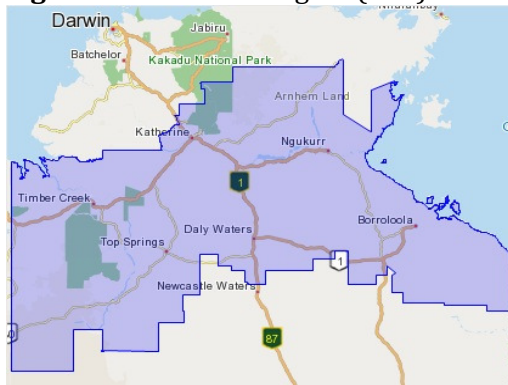 Darwin
Jabiru
Batchelor
Kakadu National Park
Arnhem Land
Katherine
Ngukurr
1
Timber Creek
Borroloola
Daly Waters
Top Springs
1
Newcastle Waters
87